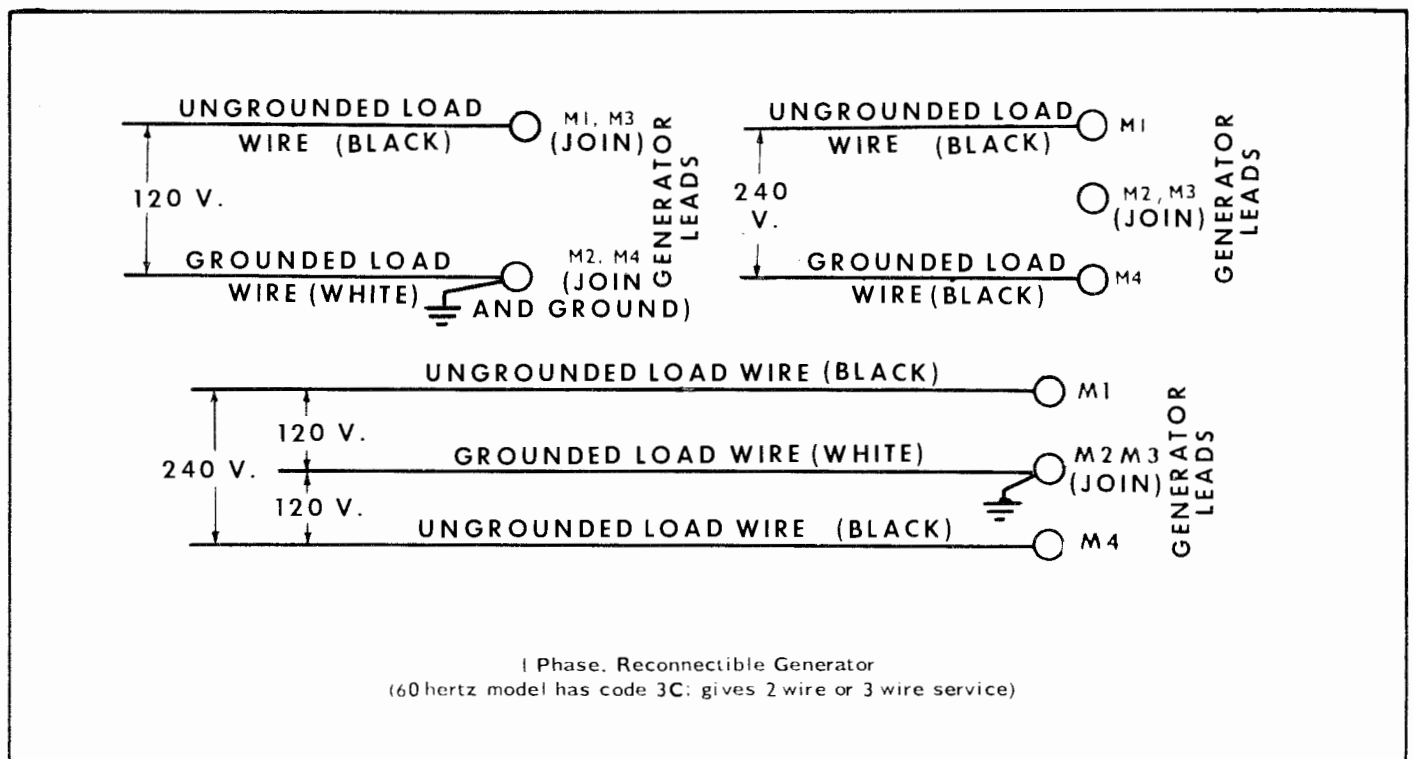 UNGROUNDED LOAD
WIRE (BLACK)
M1, M3
(JOIN)
120 V.
GROUNDED LOAD
WIRE (WHITE)
M2. M4
(JOIN
AND GROUND)
GENERATOR
LEADS
UNGROUNDED LOAD
WIRE (BLACK)
M1
240
V.
M2, M3
(JOIN)
GROUNDED LOAD
WIRE (BLACK)
M4
GENERATOR
LEADS
UNGROUNDED LOAD WIRE (BLACK)
M1
120 V.
240 V.
GROUNDED LOAD WIRE (WHITE)
M2 M3
(JOIN)
120 V.
UNGROUNDED LOAD WIRE (BLACK)
M4
GENERATOR
LEADS
1 Phase. Reconnectible Generator
(60 hertz model has code 3C: gives 2 wire or 3 wire service)